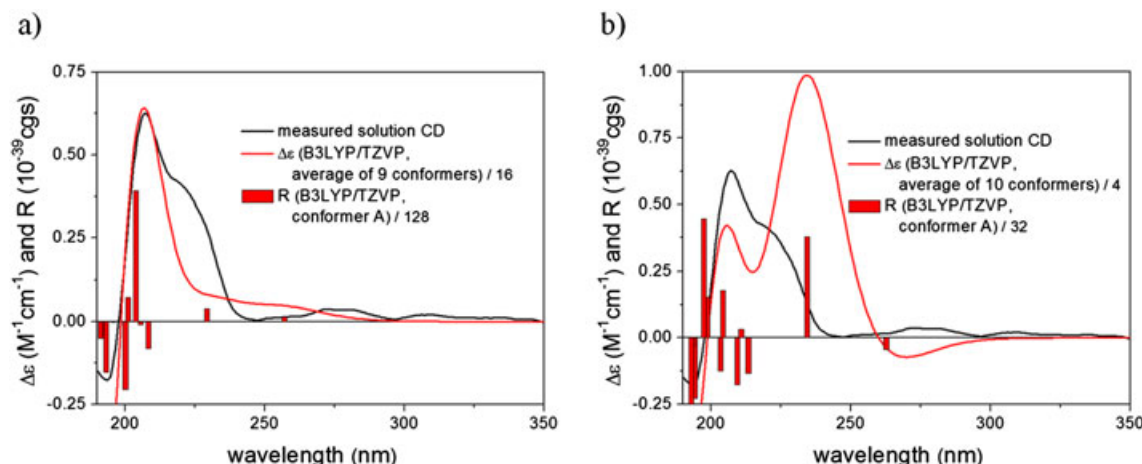 a)
0.75
0.50
0.25
0.00
-0.25
Δε (M⁻¹cm⁻¹) and R (10⁻³⁹cgs)
measured solution CD
Δε (B3LYP/TZVP,
average of 9 conformers) / 16
R (B3LYP/TZVP,
conformer A) / 128
200 250 300 350
wavelength (nm)
b)
1.00
0.75
0.50
0.25
0.00
-0.25
Δε (M⁻¹cm⁻¹) and R (10⁻³⁹cgs)
measured solution CD
Δε (B3LYP/TZVP,
average of 10 conformers) / 4
R (B3LYP/TZVP,
conformer A) / 32
200 250 300 350
wavelength (nm)